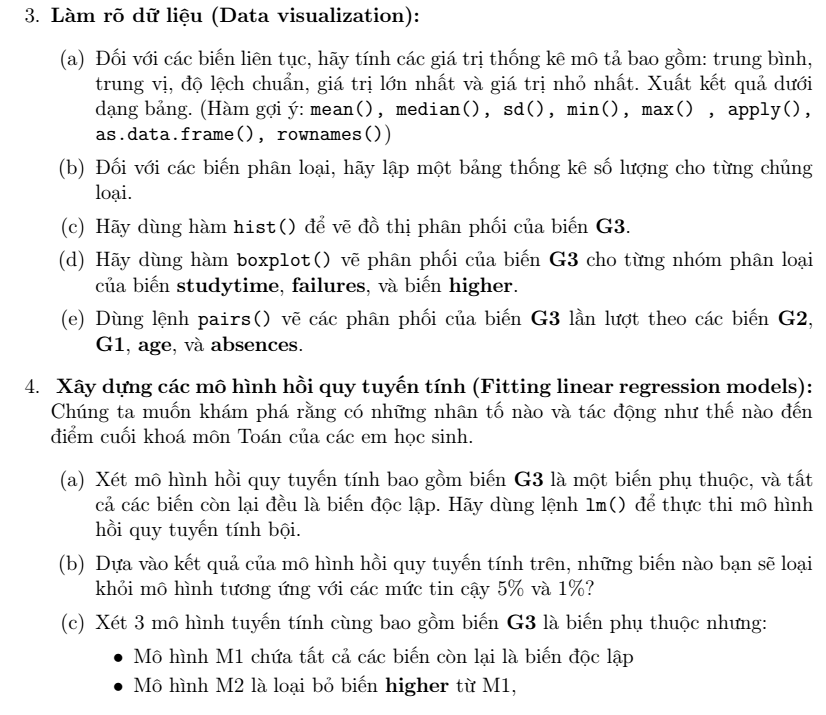 3. Làm rõ dữ liệu (Data visualization):
(a) Đối với các biến liên tục, hãy tính các giá trị thống kê mô tả bao gồm: trung bình,
trung vị, độ lệch chuẩn, giá trị lớn nhất và giá trị nhỏ nhất. Xuất kết quả dưới
dạng bảng. (Hàm gợi ý: mean(), median(), sd(), min(), max() , apply(),
as.data.frame(), rownames())
(b) Đối với các biến phân loại, hãy lập một bảng thống kê số lượng cho từng chủng
loại.
(c) Hãy dùng hàm hist() để vẽ đồ thị phân phối của biến G3.
(d) Hãy dùng hàm boxplot() vẽ phân phối của biến G3 cho từng nhóm phân loại
của biến studytime, failures, và biến higher.
(e) Dùng lệnh pairs() vẽ các phân phối của biến G3 lần lượt theo các biến G2,
G1, age, và absences.
4. Xây dựng các mô hình hồi quy tuyến tính (Fitting linear regression models):
Chúng ta muốn khám phá rằng có những nhân tố nào và tác động như thế nào đến
điểm cuối khoá môn Toán của các em học sinh.
(a) Xét mô hình hồi quy tuyến tính bao gồm biến G3 là một biến phụ thuộc, và tất
cả các biến còn lại đều là biến độc lập. Hãy dùng lệnh lm() để thực thi mô hình
hồi quy tuyến tính bội.
(b) Dựa vào kết quả của mô hình hồi quy tuyến tính trên, những biến nào bạn sẽ loại
khỏi mô hình tương ứng với các mức tin cậy 5% và 1%?
(c) Xét 3 mô hình tuyến tính cùng bao gồm biến G3 là biến phụ thuộc nhưng:
• Mô hình M1 chứa tất cả các biến còn lại là biến độc lập
• Mô hình M2 là loại bỏ biến higher từ M1,